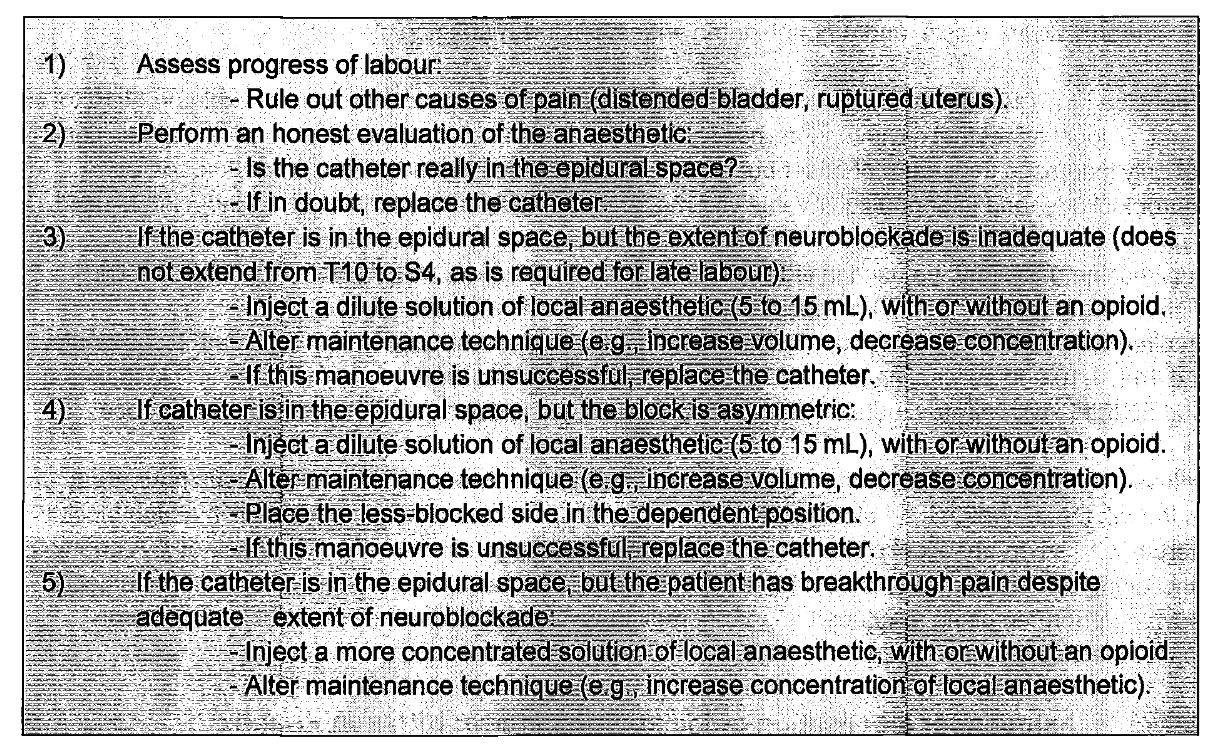 1) Assess progress of labour:
- Rule out other causes of pain (distended bladder, ruptured uterus).
2) Perform an honest evaluation of the anaesthetic:
- Is the catheter really in the epidural space?
- If in doubt, replace the catheter.
3) If the catheter is in the epidural space, but the extent of neuroblockade is inadequate (does
not extend from T10 to S4, as is required for late labour):
- Inject a dilute solution of local anaesthetic (5 to 15 mL), with or without an opioid.
- Alter maintenance technique (e.g., increase volume, decrease concentration).
- If this manoeuvre is unsuccessful, replace the catheter.
4) If catheter is in the epidural space, but the block is asymmetric:
- Inject a dilute solution of local anaesthetic (5 to 15 mL), with or without an opioid.
- Alter maintenance technique (e.g., increase volume, decrease concentration).
- Place the less-blocked side in the dependent position.
- If this manoeuvre is unsuccessful, replace the catheter.
5) If the catheter is in the epidural space, but the patient has breakthrough pain despite
adequate extent of neuroblockade:
- Inject a more concentrated solution of local anaesthetic, with or without an opioid.
- Alter maintenance technique (e.g., increase concentration of local anaesthetic).